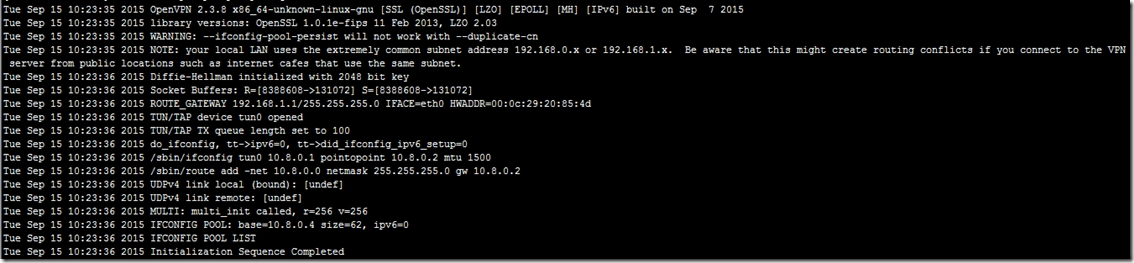 Tue Sep 15 10:23:35 2015 OpenVPN 2.3.8 x86_64-unknown-linux-gnu [SSL (OpenSSL)] [LZO] [EPOLL] [MH] [IPv6] built on Sep  7 2015
Tue Sep 15 10:23:35 2015 library versions: OpenSSL 1.0.1e-fips 11 Feb 2013, LZO 2.03
Tue Sep 15 10:23:35 2015 WARNING: --ifconfig-pool-persist will not work with --duplicate-cn
Tue Sep 15 10:23:35 2015 NOTE: your local LAN uses the extremely common subnet address 192.168.0.x or 192.168.1.x.  Be aware that this might create routing conflicts if you connect to the VPN
 server from public locations such as internet cafes that use the same subnet.
Tue Sep 15 10:23:36 2015 Diffie-Hellman initialized with 2048 bit key
Tue Sep 15 10:23:36 2015 Socket Buffers: R=[8388608->131072] S=[8388608->131072]
Tue Sep 15 10:23:36 2015 ROUTE_GATEWAY 192.168.1.1/255.255.255.0 IFACE=eth0 HWADDR=00:0c:29:20:85:4d
Tue Sep 15 10:23:36 2015 TUN/TAP device tun0 opened
Tue Sep 15 10:23:36 2015 TUN/TAP TX queue length set to 100
Tue Sep 15 10:23:36 2015 do_ifconfig, tt->ipv6=0, tt->did_ifconfig_ipv6_setup=0
Tue Sep 15 10:23:36 2015 /sbin/ifconfig tun0 10.8.0.1 pointopoint 10.8.0.2 mtu 1500
Tue Sep 15 10:23:36 2015 /sbin/route add -net 10.8.0.0 netmask 255.255.255.0 gw 10.8.0.2
Tue Sep 15 10:23:36 2015 UDPv4 link local (bound): [undef]
Tue Sep 15 10:23:36 2015 UDPv4 link remote: [undef]
Tue Sep 15 10:23:36 2015 MULTI: multi_init called, r=256 v=256
Tue Sep 15 10:23:36 2015 IFCONFIG POOL: base=10.8.0.4 size=62, ipv6=0
Tue Sep 15 10:23:36 2015 IFCONFIG POOL LIST
Tue Sep 15 10:23:36 2015 Initialization Sequence Completed